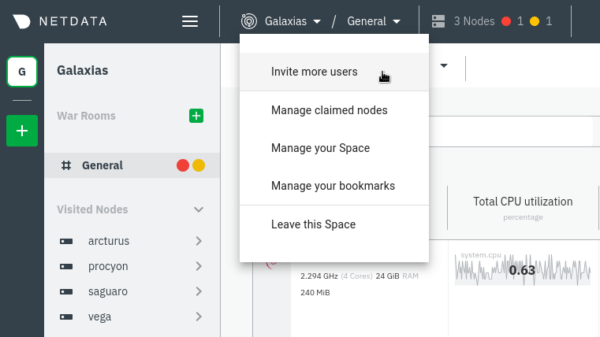 NETDATA
Galaxias / General
3 Nodes 1 1
G
Galaxias
War Rooms
General
Visited Nodes
arcturus
procyon
saguaro
vega
Invite more users
Manage claimed nodes
Manage your Space
Manage your bookmarks
Leave this Space
Total CPU utilization
percentage
system.cpu
0.63
2.294 GHz (4 Cores) 24 GiB RAM
240 MiB